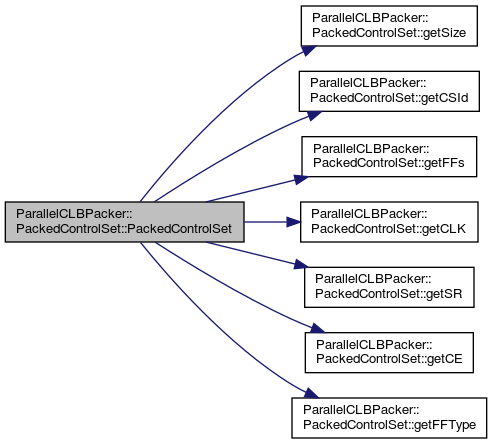 ParallelCLBPacker::
PackedControlSet::getSize
ParallelCLBPacker::
PackedControlSet::getCSId
ParallelCLBPacker::
PackedControlSet::getFFs
ParallelCLBPacker::
PackedControlSet::PackedControlSet
ParallelCLBPacker::
PackedControlSet::getCLK
ParallelCLBPacker::
PackedControlSet::getSR
ParallelCLBPacker::
PackedControlSet::getCE
ParallelCLBPacker::
PackedControlSet::getFFType